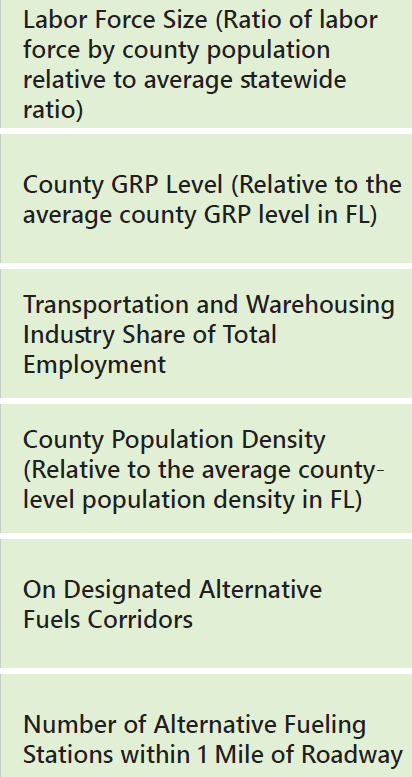 Labor Force Size (Ratio of labor
force by county population
relative to average statewide
ratio)
County GRP Level (Relative to the
average county GRP level in FL)
Transportation and Warehousing
Industry Share of Total
Employment
County Population Density
(Relative to the average county-
level population density in FL)
On Designated Alternative
Fuels Corridors
Number of Alternative Fueling
Stations within 1 Mile of Roadway